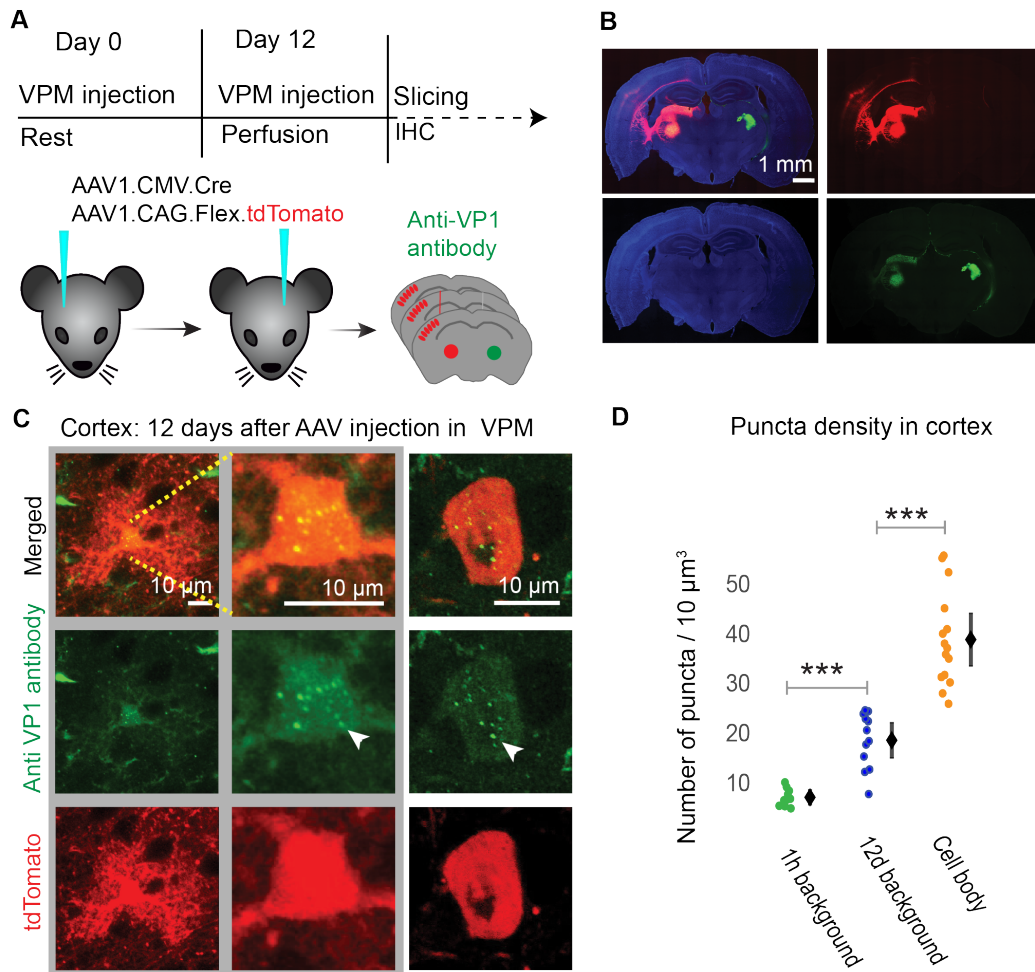 A
Day 0
Day 12
VPM injection
VPM injection
Slicing
Rest
Perfusion
IHC
AAV1.CMV.Cre
AAV1.CAG.Flex.tdTomato
Anti-VP1
antibody
B
1 mm
C
Cortex: 12 days after AAV injection in VPM
Merged
10 µm
10 µm
10 µm
Anti VP1 antibody
tdTomato
D
Puncta density in cortex
Number of puncta / 10 µm³
***
***
50
40
30
20
10
1h background
12d background
Cell body